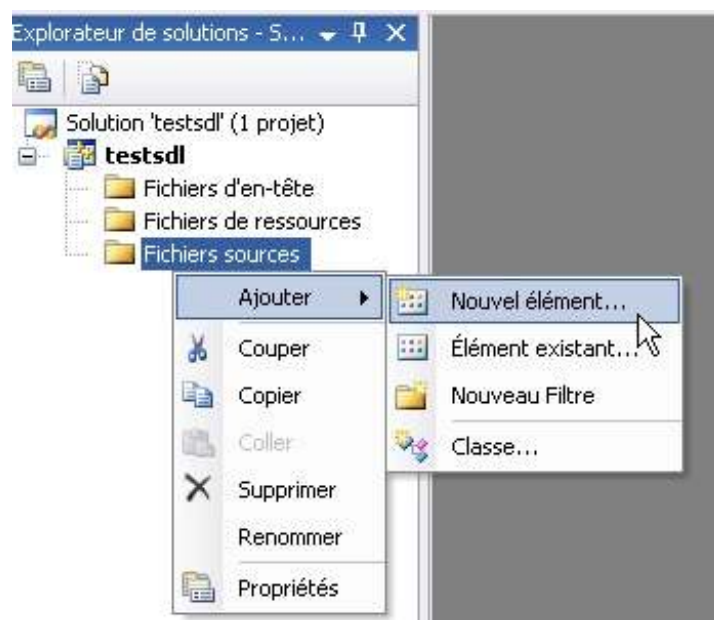 Explorateur de solutions - S...
Solution 'testsdl' (1 projet)
testsdl
Fichiers d'en-tête
Fichiers de ressources
Fichiers sources
Ajouter
Couper
Copier
Coller
Supprimer
Renommer
Propriétés
Nouvel élément...
Élément existant...
Nouveau Filtre
Classe...